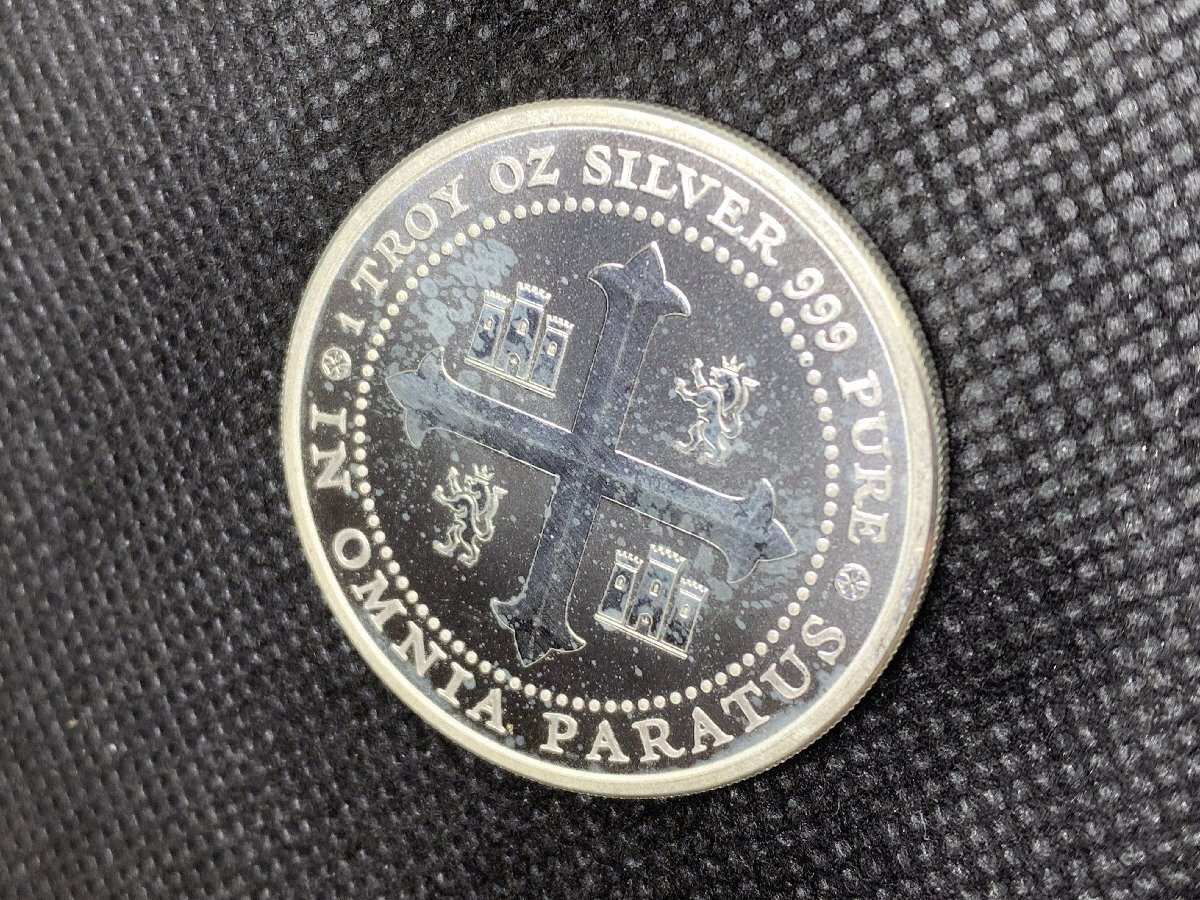 1 TROY OZ SILVER 999 PURE
IN OMNIA PARATUS